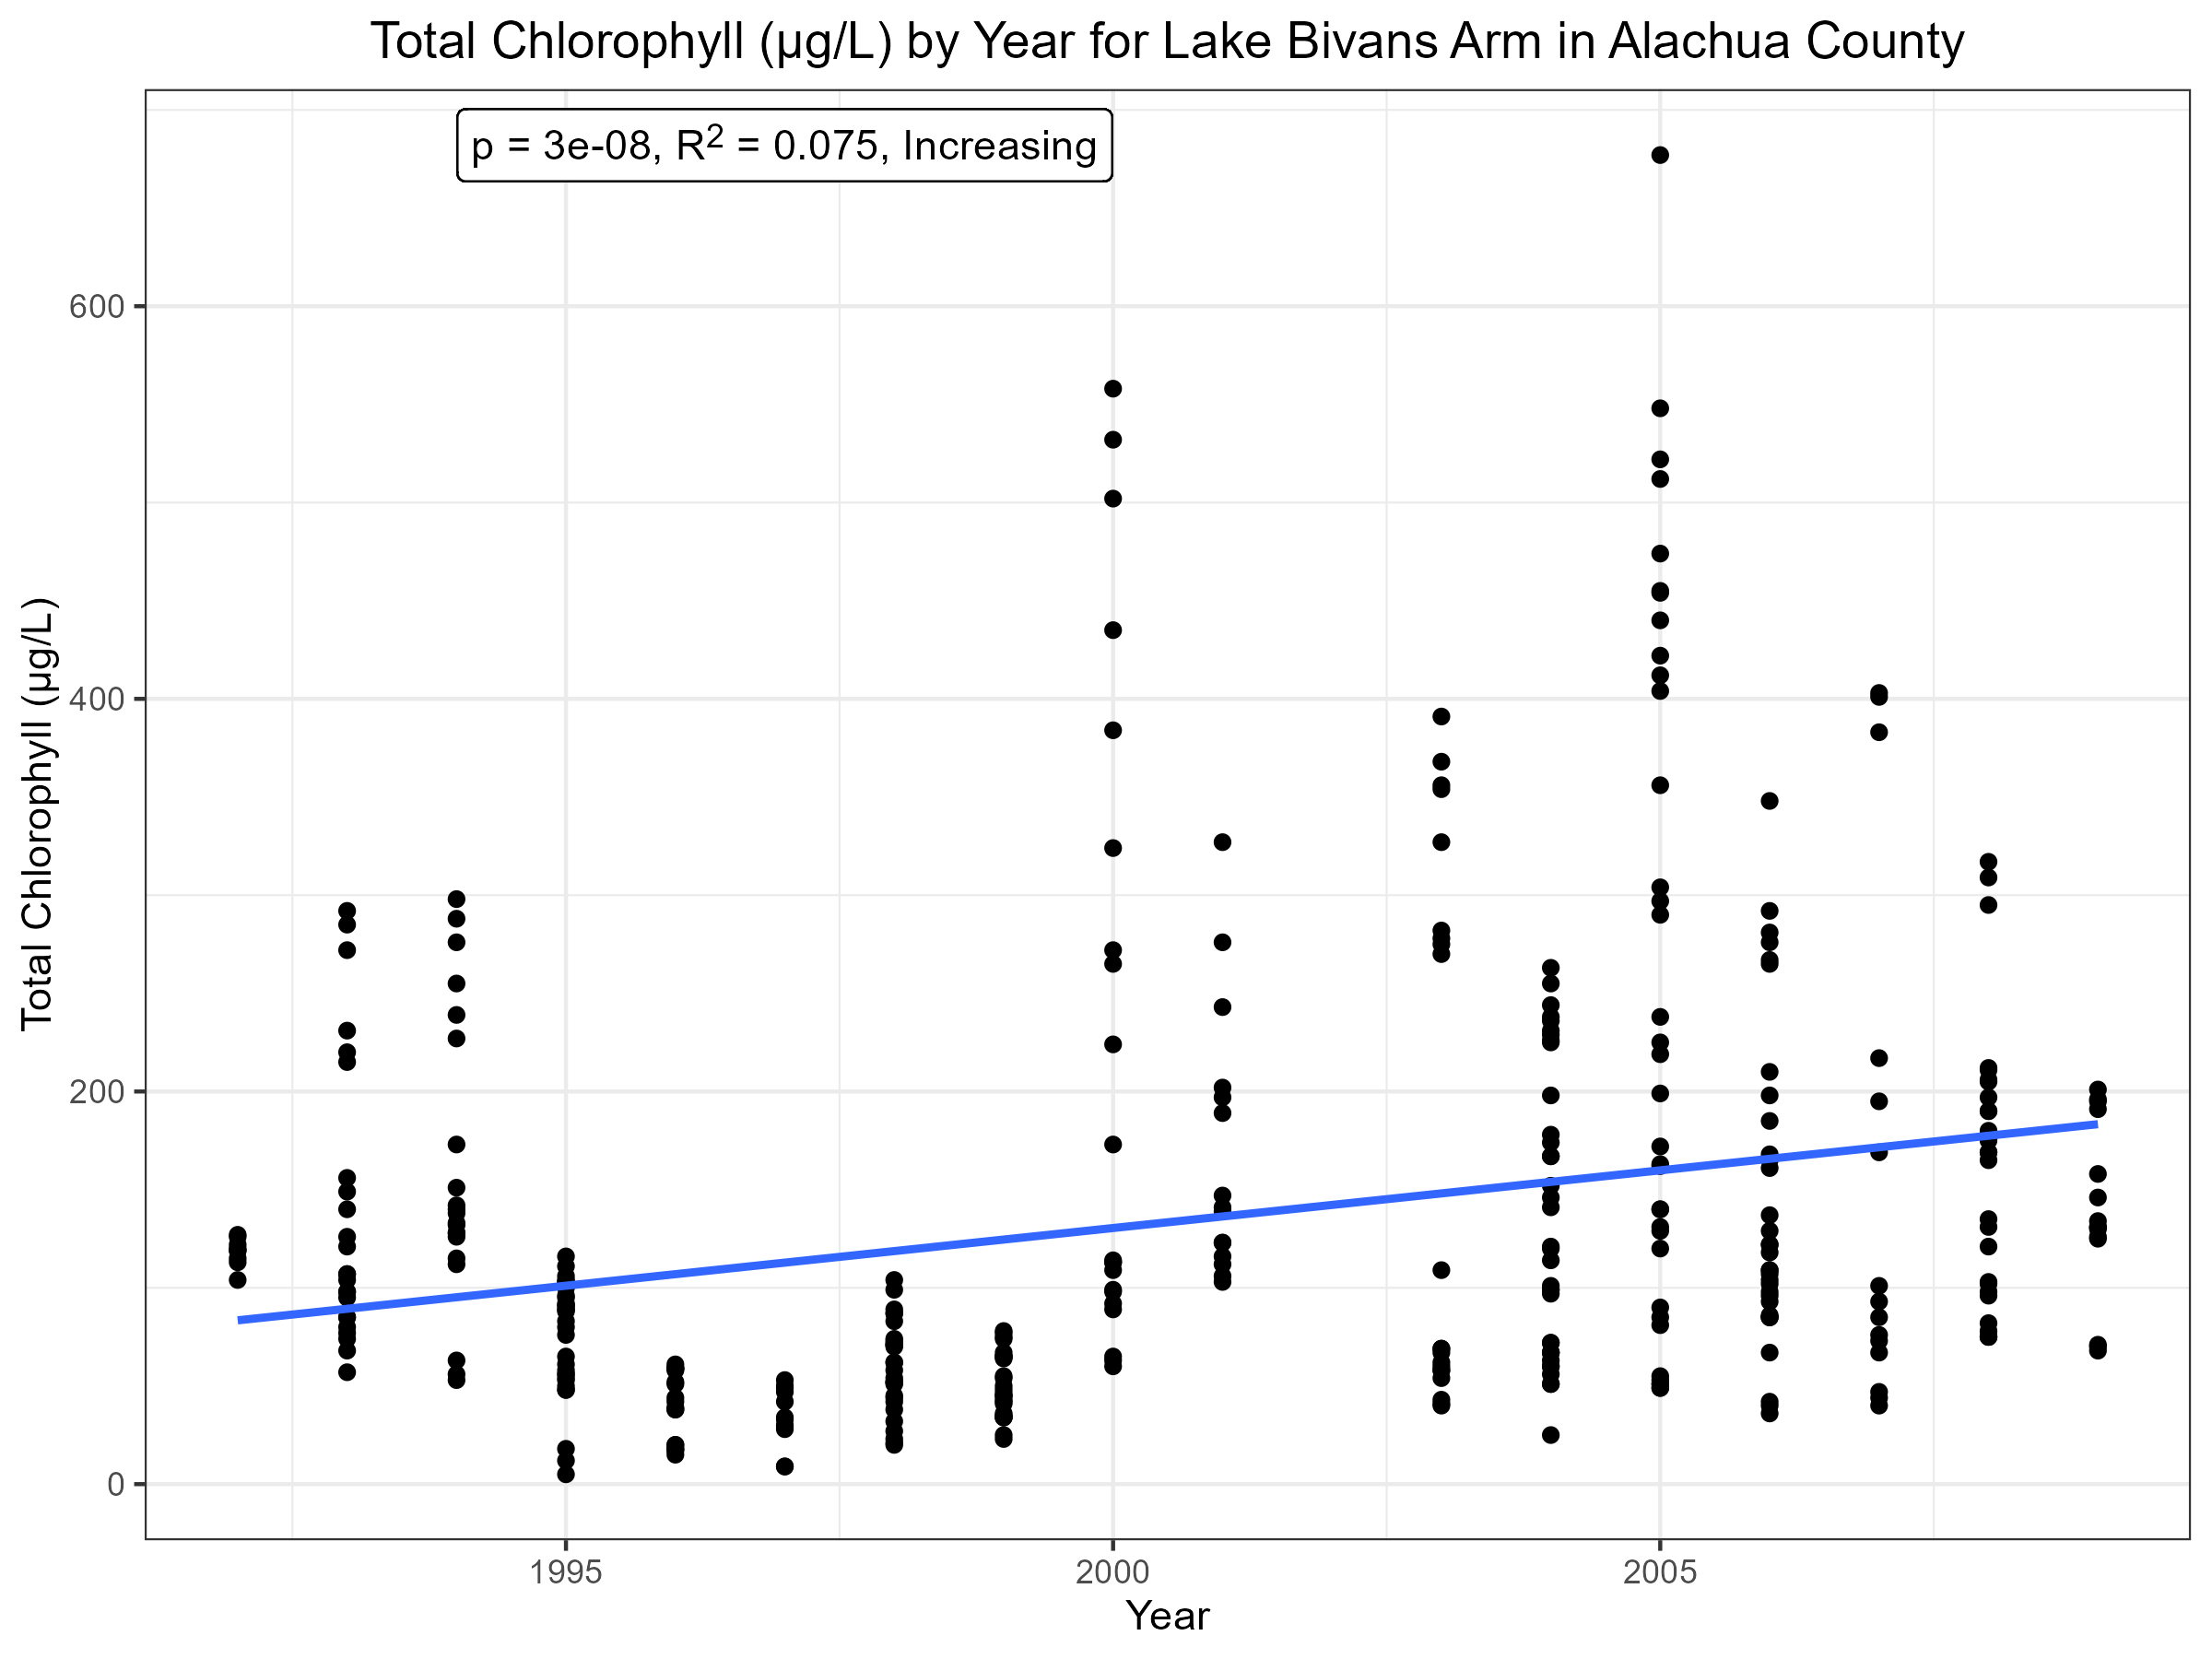 Total Chlorophyll (µg/L) by Year for Lake Bivans Arm in Alachua County
p = 3e-08, R² = 0.075, Increasing
Total Chlorophyll (µg/L)
600
400
200
0
1995 2000 2005
Year